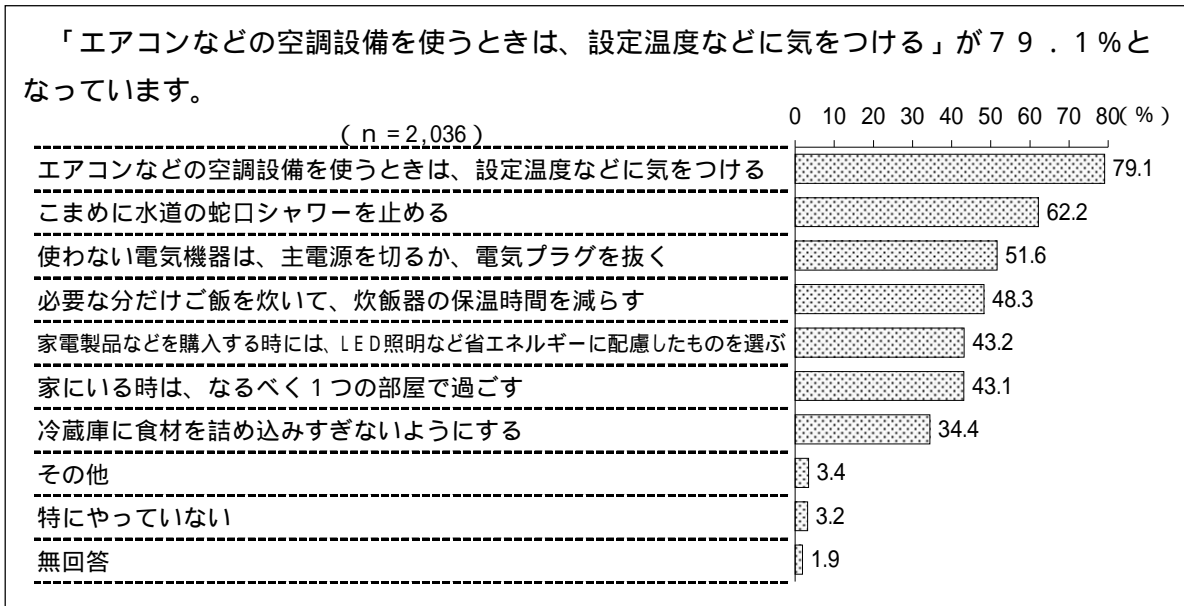 「エアコンなどの空調設備を使うときは、設定温度などに気をつける」が７９．１％と
なっています。
0 10 20 30 40 50 60 70 80(％)
(ｎ=2,036)
エアコンなどの空調設備を使うときは、設定温度などに気をつける 79.1
こまめに水道の蛇口シャワーを止める 62.2
使わない電気機器は、主電源を切るか、電気プラグを抜く 51.6
必要な分だけご飯を炊いて、炊飯器の保温時間を減らす 48.3
家電製品などを購入する時には、LED照明など省エネルギーに配慮したものを選ぶ 43.2
家にいる時は、なるべく１つの部屋で過ごす 43.1
冷蔵庫に食材を詰め込みすぎないようにする 34.4
その他 3.4
特にやっていない 3.2
無回答 1.9